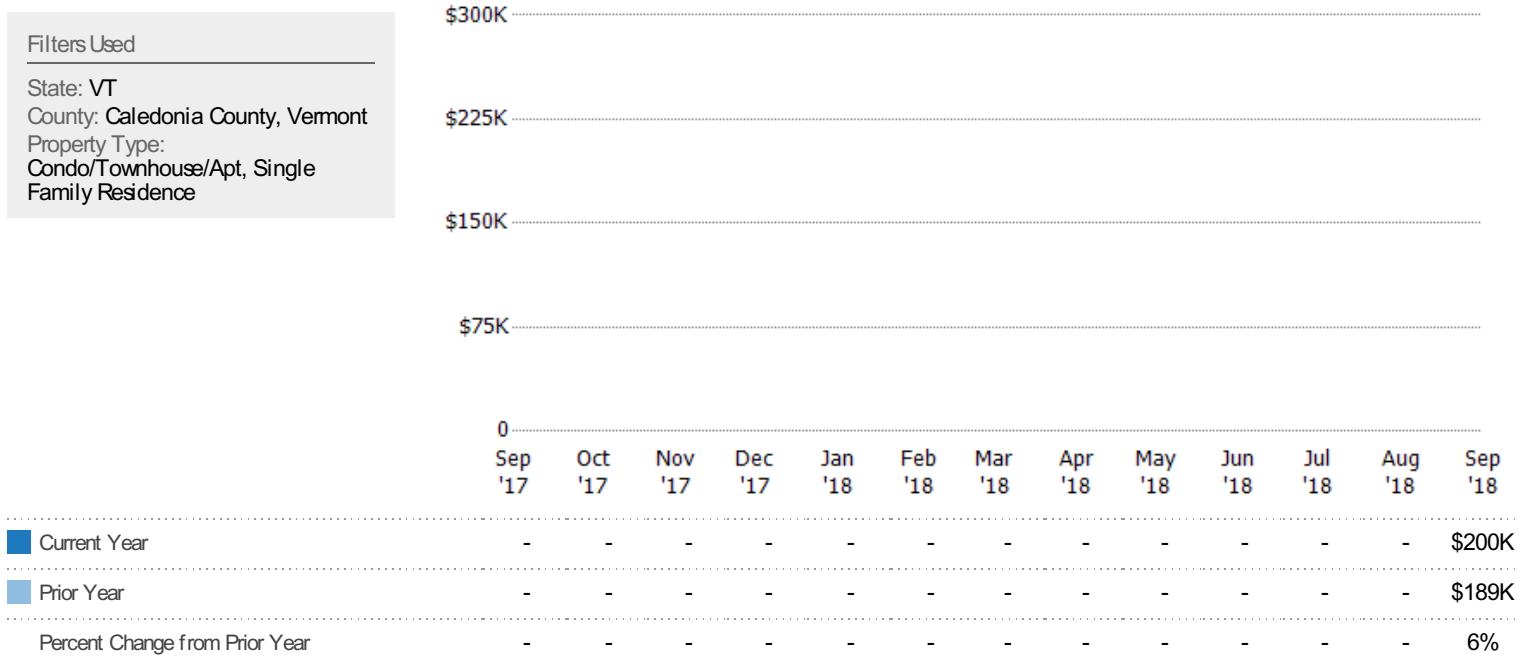 Filters Used
State: VT
County: Caledonia County, Vermont
Property Type:
Condo/Townhouse/Apt, Single
Family Residence
$300K
$225K
$150K
$75K
0
Sep Oct Nov Dec Jan Feb Mar Apr May Jun Jul Aug Sep
'17 '17 '17 '17 '18 '18 '18 '18 '18 '18 '18 '18 '18
Current Year - - - - - - - - - - - - $200K
Prior Year - - - - - - - - - - - - $189K
Percent Change from Prior Year - - - - - - - - - - - - 6%